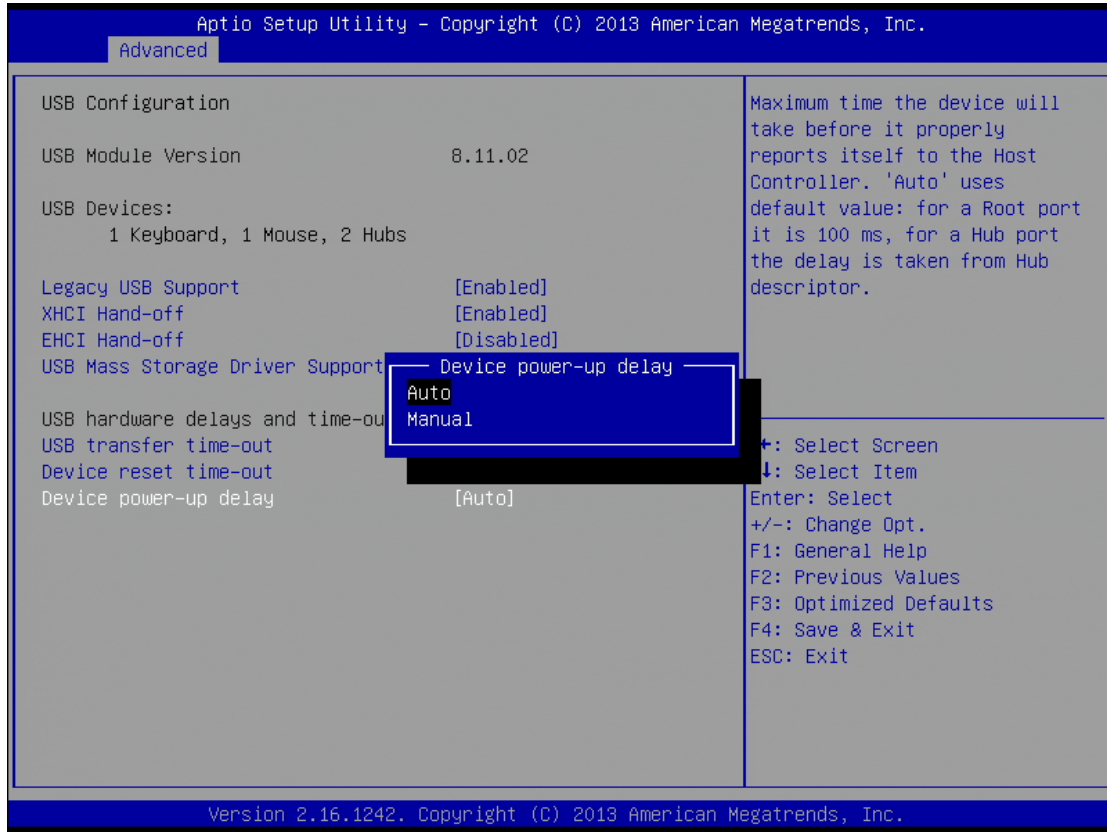 Aptio Setup Utility – Copyright (C) 2013 American Megatrends, Inc.
Advanced
USB Configuration
USB Module Version 8.11.02
USB Devices:
1 Keyboard, 1 Mouse, 2 Hubs
Legacy USB Support [Enabled]
XHCI Hand-off [Enabled]
EHCI Hand-off [Disabled]
USB Mass Storage Driver Support
USB hardware delays and time-ou
USB transfer time-out
Device reset time-out
Device power-up delay [Auto]
Device power-up delay
Auto
Manual
Maximum time the device will
take before it properly
reports itself to the Host
Controller. 'Auto' uses
default value: for a Root port
it is 100 ms, for a Hub port
the delay is taken from Hub
descriptor.
: Select Screen
↓: Select Item
Enter: Select
+/-: Change Opt.
F1: General Help
F2: Previous Values
F3: Optimized Defaults
F4: Save & Exit
ESC: Exit
Version 2.16.1242. Copyright (C) 2013 American Megatrends, Inc.